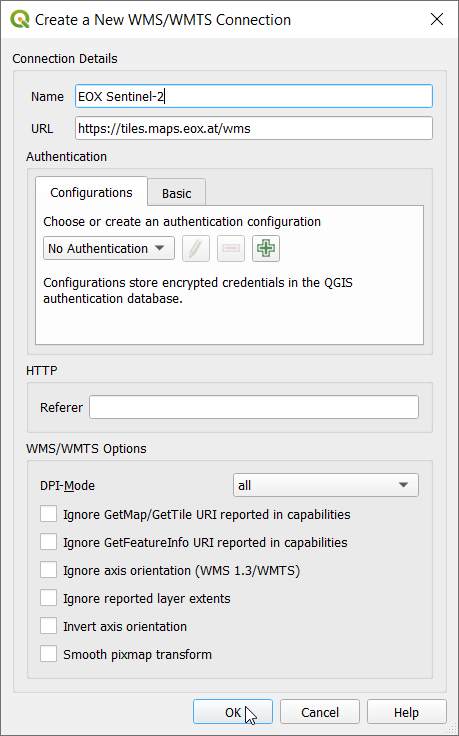 Create a New WMS/WMTS Connection
Connection Details
Name EOX Sentinel-2
URL https://tiles.maps.eox.at/wms
Authentication
Configurations Basic
Choose or create an authentication configuration
No Authentication
Configurations store encrypted credentials in the QGIS
authentication database.
HTTP
Referer
WMS/WMTS Options
DPI-Mode all
Ignore GetMap/GetTile URI reported in capabilities
Ignore GetFeatureInfo URI reported in capabilities
Ignore axis orientation (WMS 1.3/WMTS)
Ignore reported layer extents
Invert axis orientation
Smooth pixmap transform
OK Cancel Help